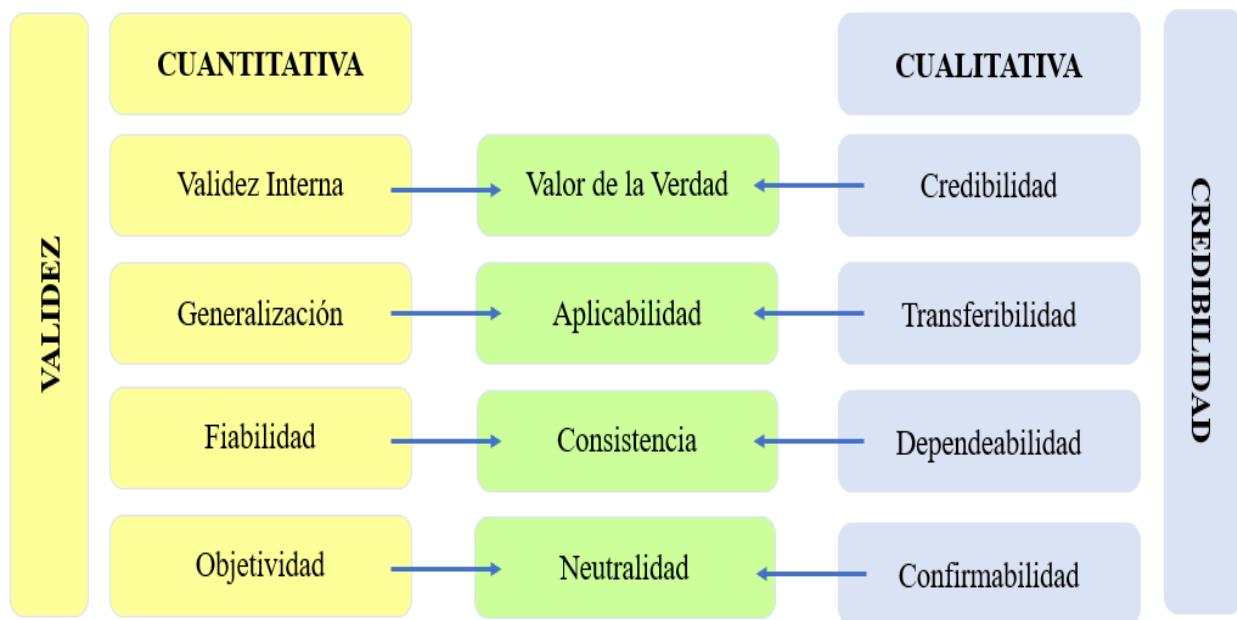 VALIDEZ
CUANTITATIVA
CUALITATIVA
CREDIBILIDAD
Validez Interna
Valor de la Verdad
Credibilidad
Generalización
Aplicabilidad
Transferibilidad
Fiabilidad
Consistencia
Dependeabilidad
Objetividad
Neutralidad
Confirmabilidad